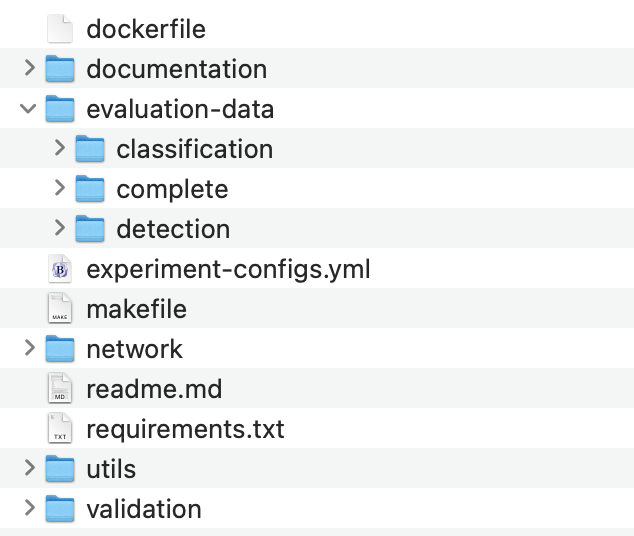 dockerfile
documentation
evaluation-data
classification
complete
detection
B
experiment-configs.yml
MAKE
makefile
network
MD
readme.md
TXT
requirements.txt
utils
validation